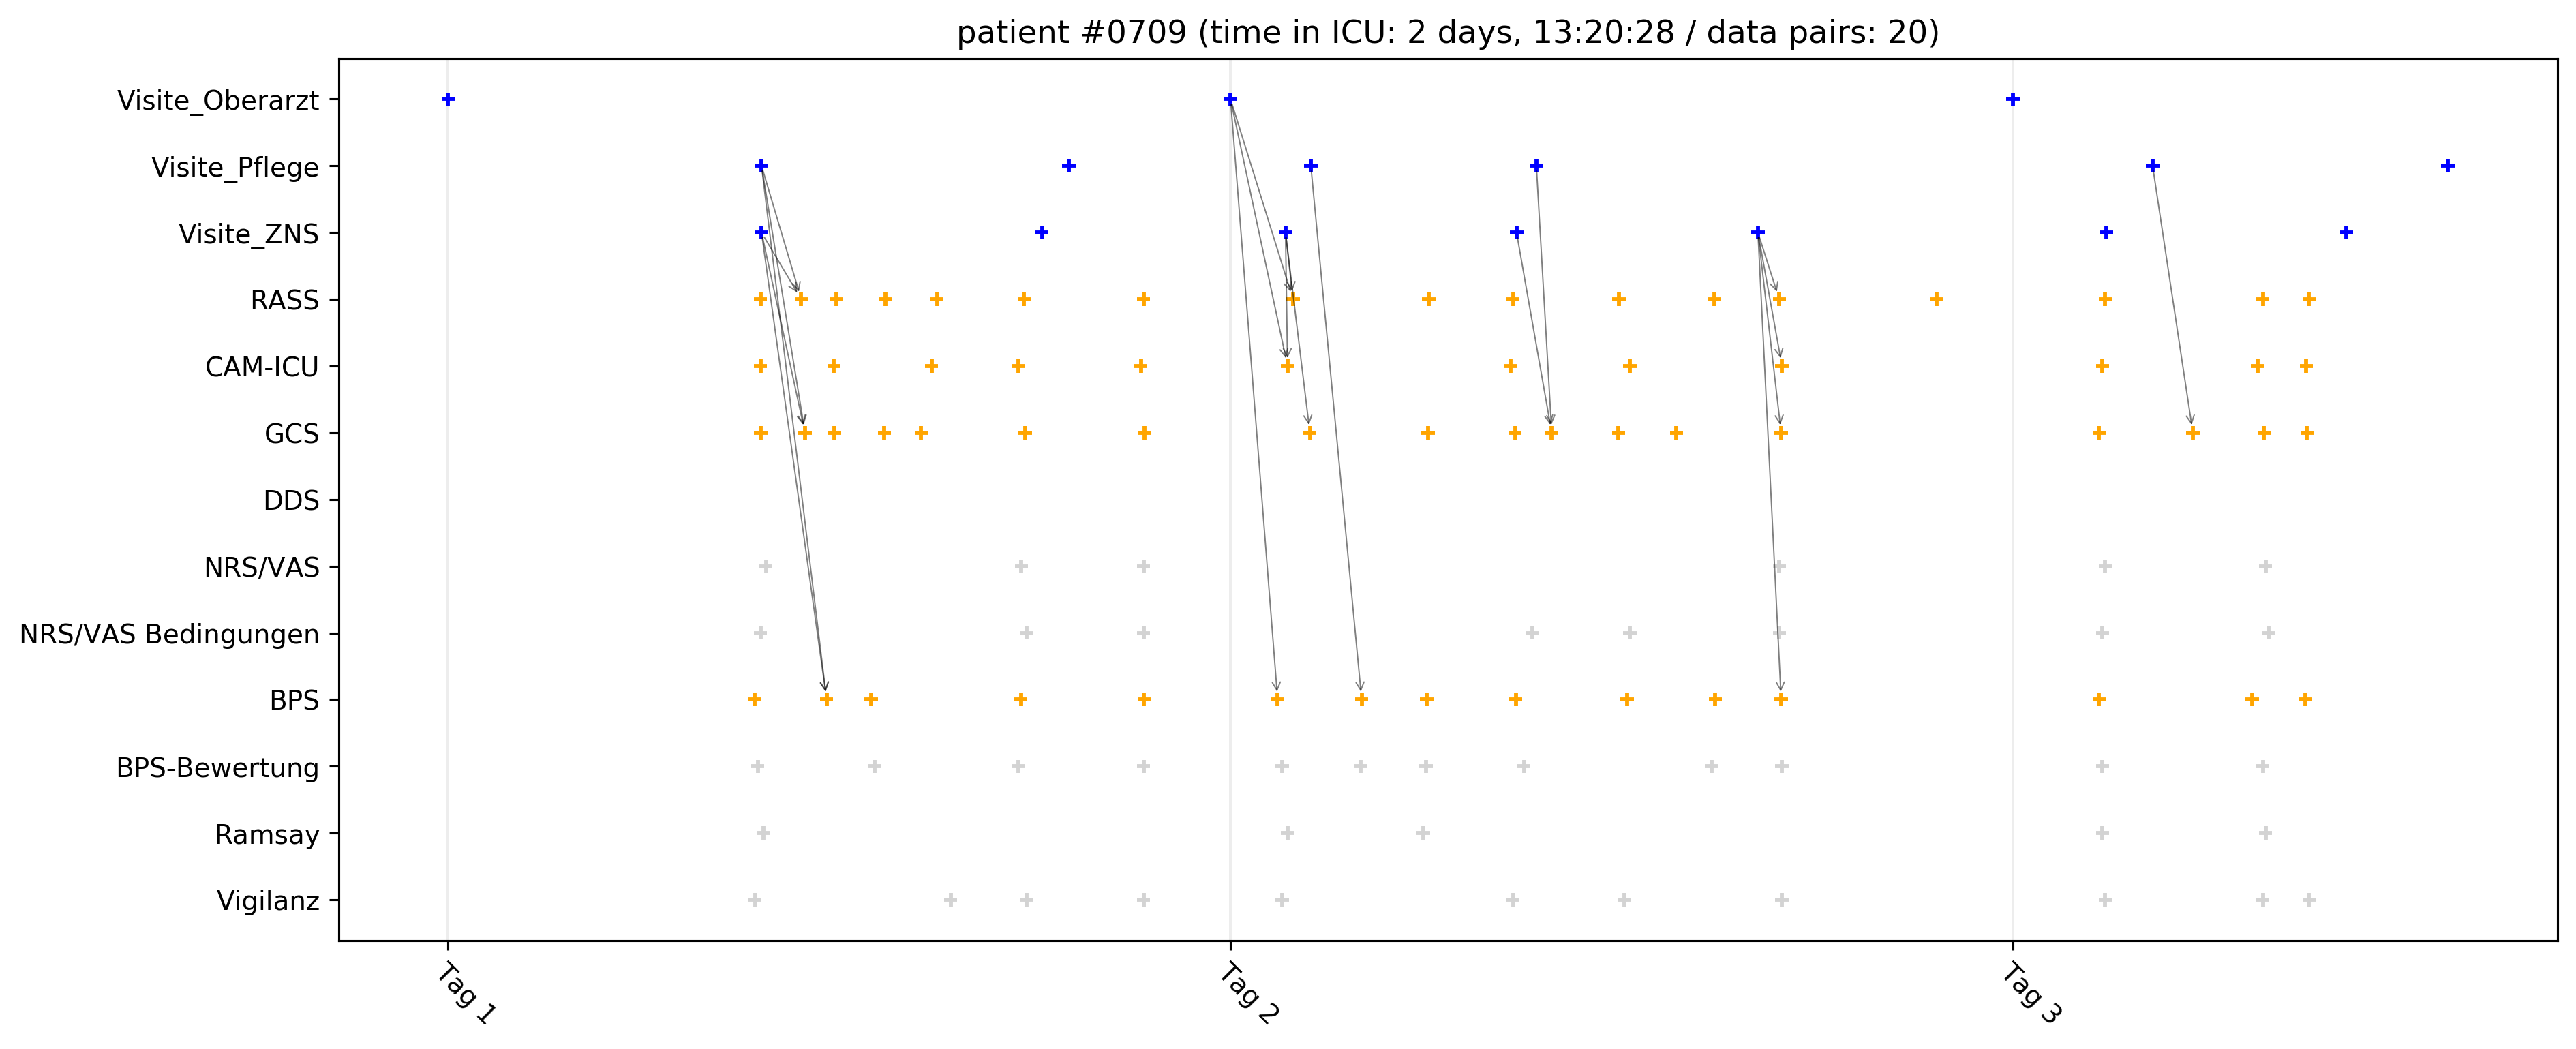 patient #0709 (time in ICU: 2 days, 13:20:28 / data pairs: 20)
Visite_Oberarzt
Visite_Pflege
Visite_ZNS
RASS
CAM-ICU
GCS
DDS
NRS/VAS
NRS/VAS Bedingungen
BPS
BPS-Bewertung
Ramsay
Vigilanz
Tag 1
Tag 2
Tag 3